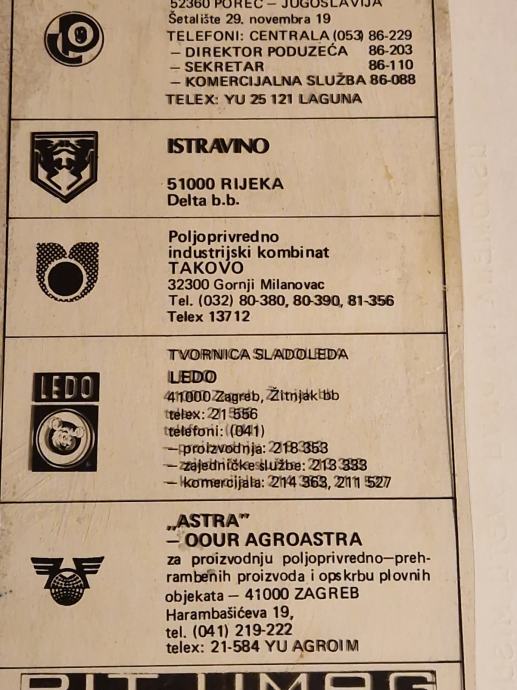 52360 POREČ — JUGOSLAVIJA
Šetalište 29. novembra 19
TELEFONI: CENTRALA (053) 86-229
— DIREKTOR PODUZEĆA 86-203
— SEKRETAR 86-110
— KOMERCIJALNA SLUŽBA 86-088
TELEX: YU 25 121 LAGUNA
ISTRAVINO
51000 RIJEKA
Delta b.b.
Poljoprivredno
industrijski kombinat
TAKOVO
32300 Gornji Milanovac
Tel. (032) 80-380, 80-390, 81-356
Telex 13712
LEDO
TVORNICA SLADOLEDA
LEDO
41000 Zagreb, Žitnjak bb
telex: 21 556
telefoni: (041)
— proizvodnja: 218 353
— zajedničke službe: 213 333
— komercijala: 214 363, 211 527
„ASTRA"
— OOUR AGROASTRA
za proizvodnju poljoprivredno—preh-
rambenih proizvoda i opskrbu plovnih
objekata — 41000 ZAGREB
Harambašićeva 19,
tel. (041) 219-222
telex: 21-584 YU AGROIM
PIT UMAG